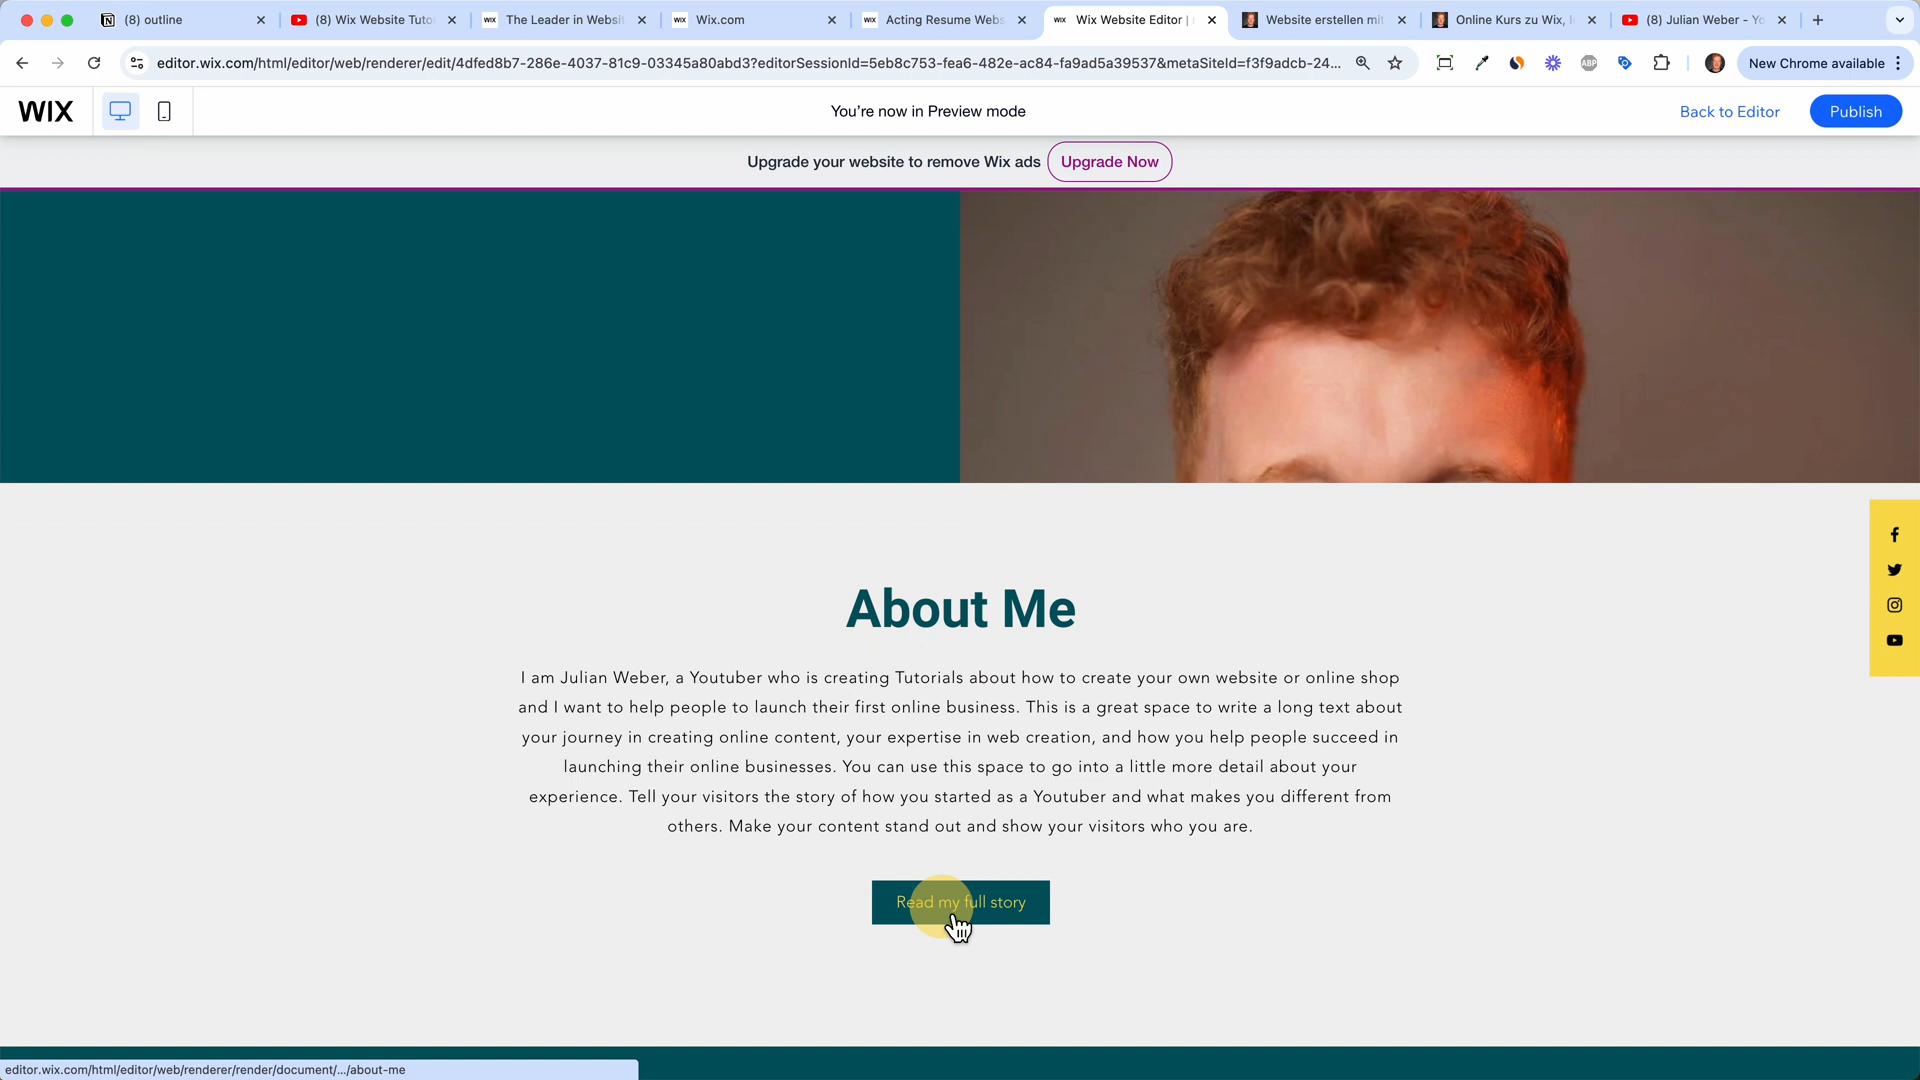 (8) outline
(8) Wix Website Tuto
The Leader in Websit
Wix.com
Acting Resume Webs
Wix Website Editor |
Website erstellen mit
Online Kurs zu Wix,
(8) Julian Weber - Yo
editor.wix.com/html/editor/web/renderer/edit/4dfed8b7-286e-4037-81c9-03345a80abd3?editorSessionId=5eb8c753-fea6-482e-ac84-fa9ad5a39537&metaSiteId=f3f9adcb-24...
ABP
New Chrome available
WIX
You're now in Preview mode
Back to Editor
Publish
Upgrade your website to remove Wix ads
Upgrade Now
About Me
I am Julian Weber, a Youtuber who is creating Tutorials about how to create your own website or online shop
and I want to help people to launch their first online business. This is a great space to write a long text about
your journey in creating online content, your expertise in web creation, and how you help people succeed in
launching their online businesses. You can use this space to go into a little more detail about your
experience. Tell your visitors the story of how you started as a Youtuber and what makes you different from
others. Make your content stand out and show your visitors who you are.
Read my full story
editor.wix.com/html/editor/web/renderer/render/document/.../about-me